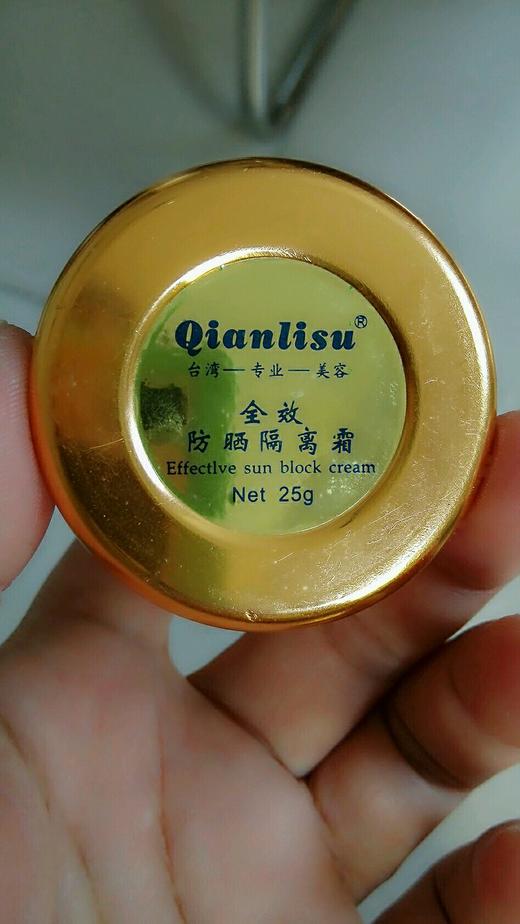 Qianlisu®
台湾—专业—美容
全效
防晒隔离霜
Effective sun block cream
Net 25g